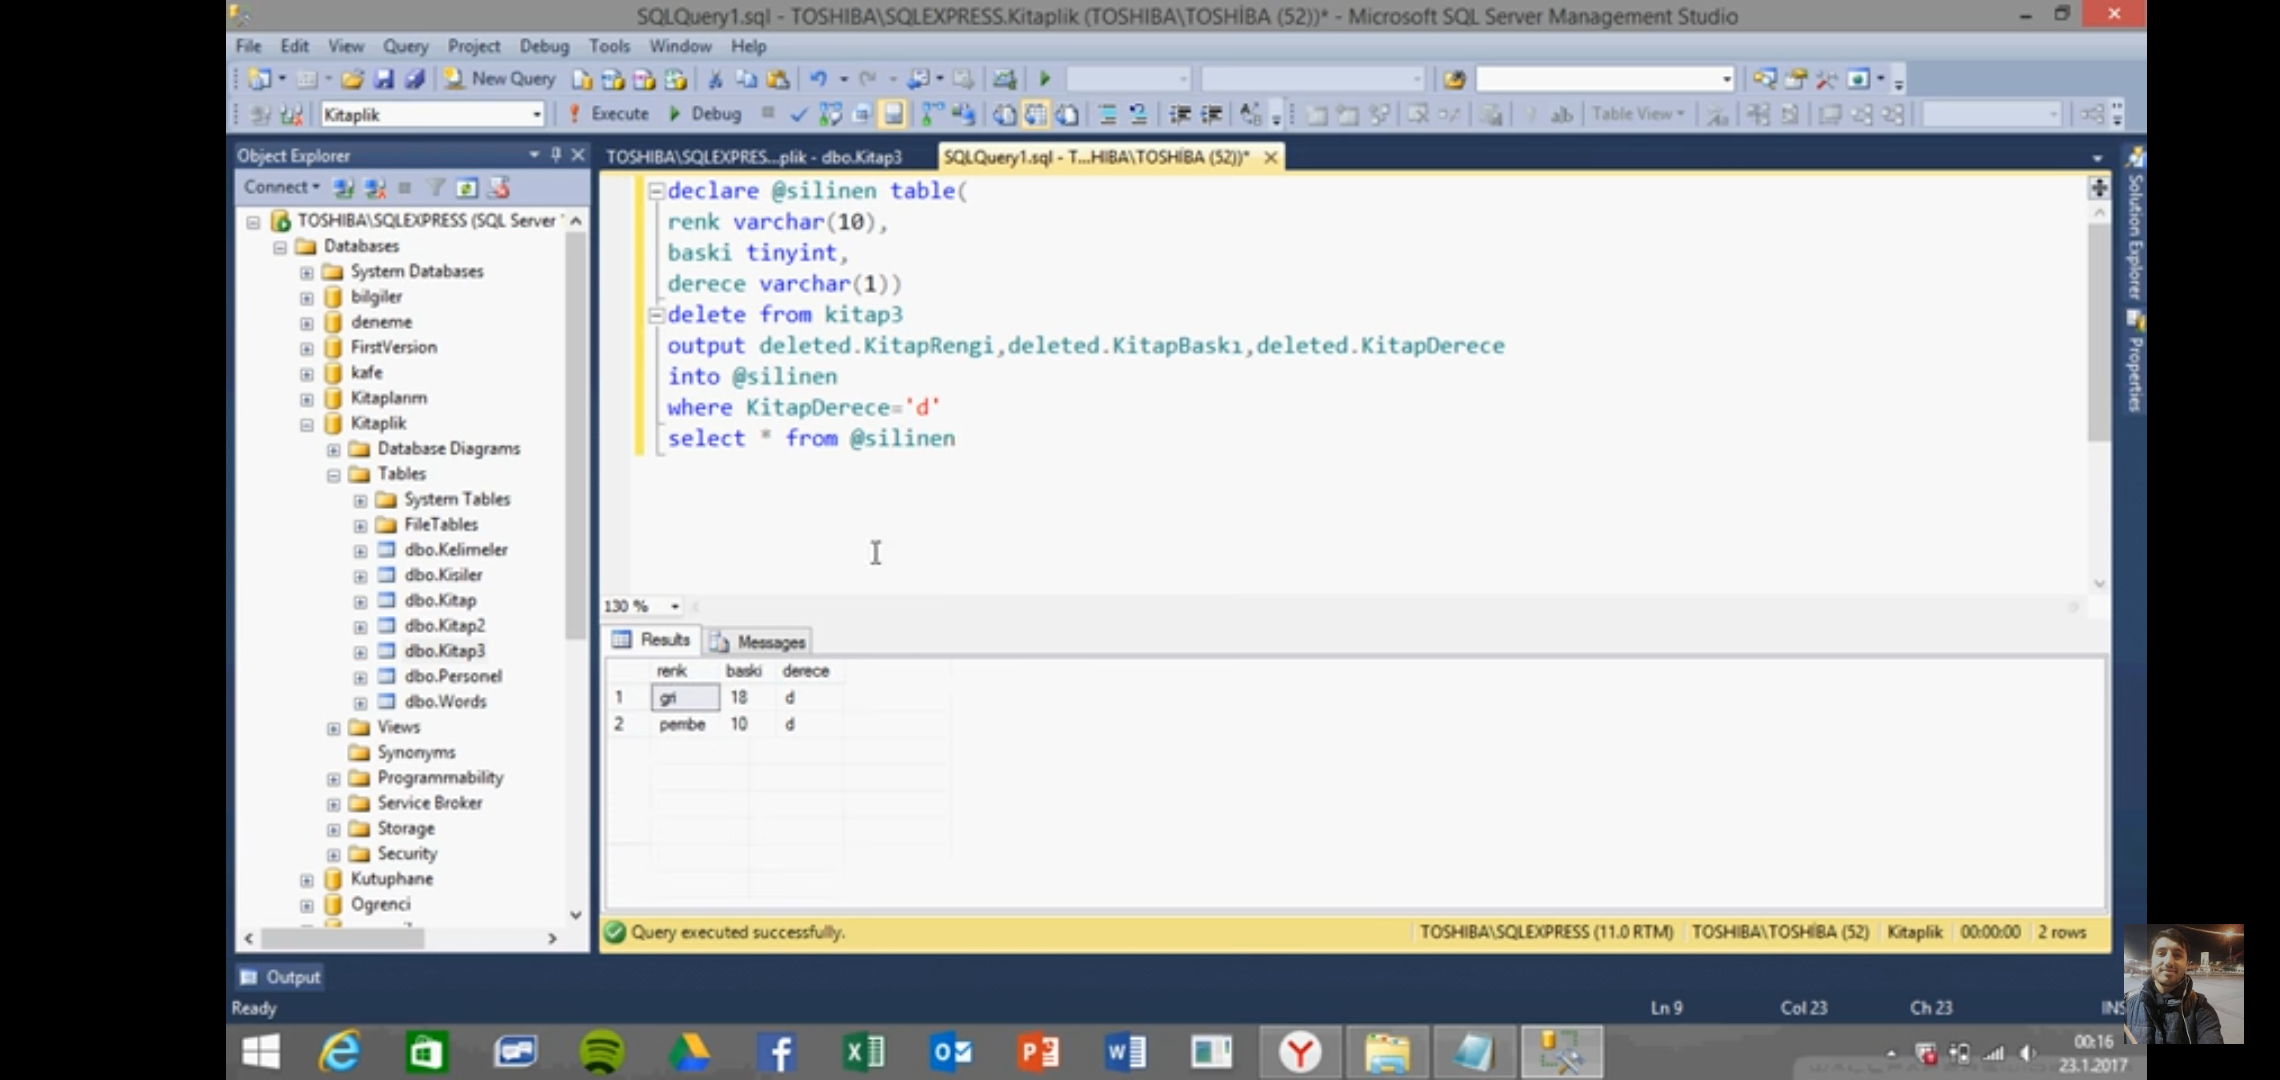 SQLQuery1.sql - TOSHIBA\SQLEXPRESS.Kitaplik (TOSHIBA\TOSHİBA (52))* - Microsoft SQL Server Management Studio
File Edit View Query Project Debug Tools Window Help
New Query
Kitaplik Execute Debug Table View
Object Explorer
TOSHIBA\SQLEXPRES...plik - dbo.Kitap3 SQLQuery1.sql - T...HIBA\TOSHİBA (52))*
Connect
TOSHIBA\SQLEXPRESS (SQL Server
Databases
System Databases
bilgiler
deneme
FirstVersion
kafe
Kitaplarım
Kitaplik
Database Diagrams
Tables
System Tables
FileTables
dbo.Kelimeler
dbo.Kisiler
dbo.Kitap
dbo.Kitap2
dbo.Kitap3
dbo.Personel
dbo.Words
Views
Synonyms
Programmability
Service Broker
Storage
Security
Kutuphane
Ogrenci
declare @silinen table(
renk varchar(10),
baski tinyint,
derece varchar(1))
delete from kitap3
output deleted.KitapRengi,deleted.KitapBaskı,deleted.KitapDerece
into @silinen
where KitapDerece='d'
select * from @silinen
130 %
Results Messages
renk baski derece
1 gri 18 d
2 pembe 10 d
Query executed successfully. TOSHIBA\SQLEXPRESS (11.0 RTM) TOSHIBA\TOSHİBA (52) Kitaplik 00:00:00 2 rows
Solution Explorer
Properties
Output
Ready Ln 9 Col 23 Ch 23 INS
00:16
23.1.2017